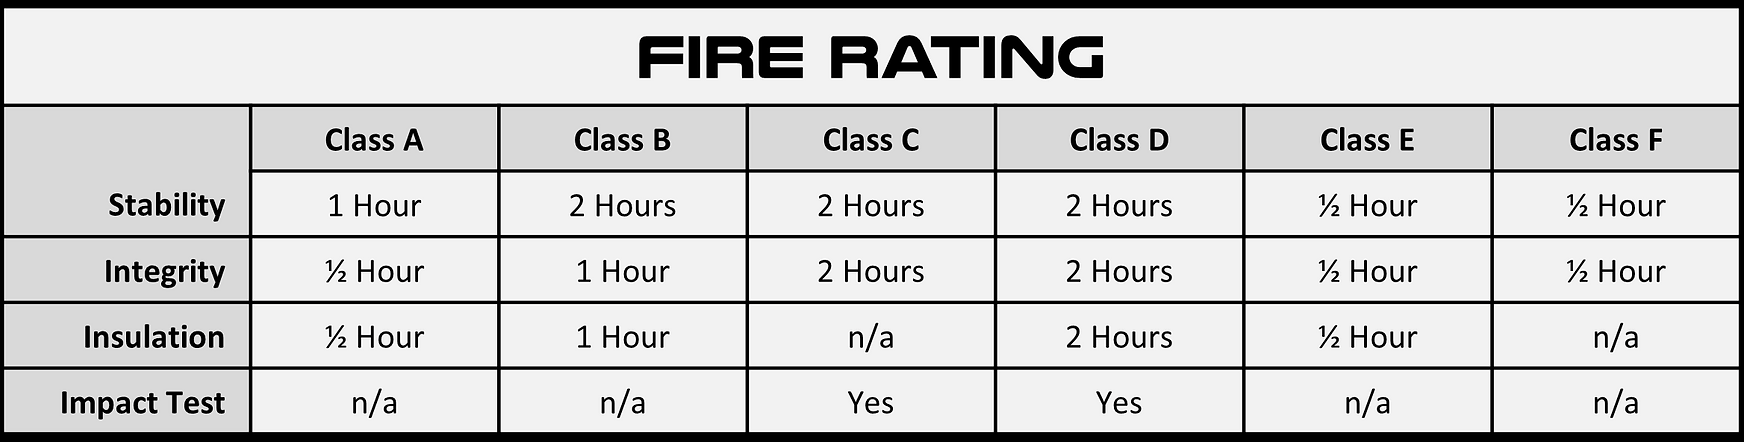 FIRE RATING
Class A Class B Class C Class D Class E Class F
Stability 1 Hour 2 Hours 2 Hours 2 Hours ½ Hour ½ Hour
Integrity ½ Hour 1 Hour 2 Hours 2 Hours ½ Hour ½ Hour
Insulation ½ Hour 1 Hour n/a 2 Hours ½ Hour n/a
Impact Test n/a n/a Yes Yes n/a n/a